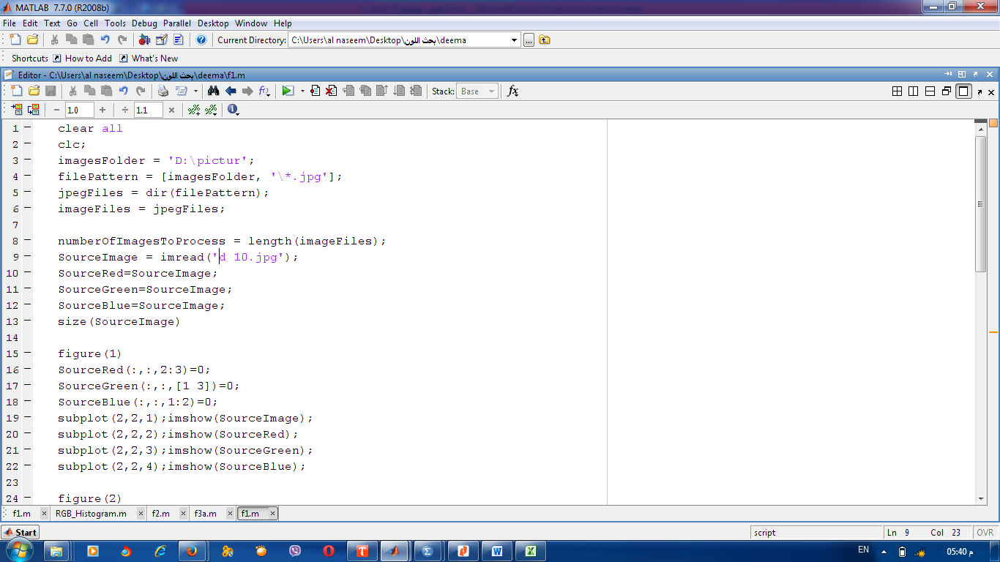 MATLAB 7.7.0 (R2008b)
File Edit Text Go Cell Tools Debug Parallel Desktop Window Help
Current Directory: C:\Users\al naseem\Desktop\بحث اللون\deema
Shortcuts How to Add What's New
Editor - C:\Users\al naseem\Desktop\بحث اللون\deema\f1.m
Stack: Base fx
1.0 1.1
1 clear all
2 clc;
3 imagesFolder = 'D:\pictur';
4 filePattern = [imagesFolder, '\*.jpg'];
5 jpegFiles = dir(filePattern);
6 imageFiles = jpegFiles;
7
8 numberOfImagesToProcess = length(imageFiles);
9 SourceImage = imread('d 10.jpg');
10 SourceRed=SourceImage;
11 SourceGreen=SourceImage;
12 SourceBlue=SourceImage;
13 size(SourceImage)
14
15 figure(1)
16 SourceRed(:,:,2:3)=0;
17 SourceGreen(:,:,[1 3])=0;
18 SourceBlue(:,:,1:2)=0;
19 subplot(2,2,1);imshow(SourceImage);
20 subplot(2,2,2);imshow(SourceRed);
21 subplot(2,2,3);imshow(SourceGreen);
22 subplot(2,2,4);imshow(SourceBlue);
23
24 figure(2)
f1.m RGB_Histogram.m f2.m f3a.m f1.m
Start script Ln 9 Col 23 OVR
EN 05:40 م